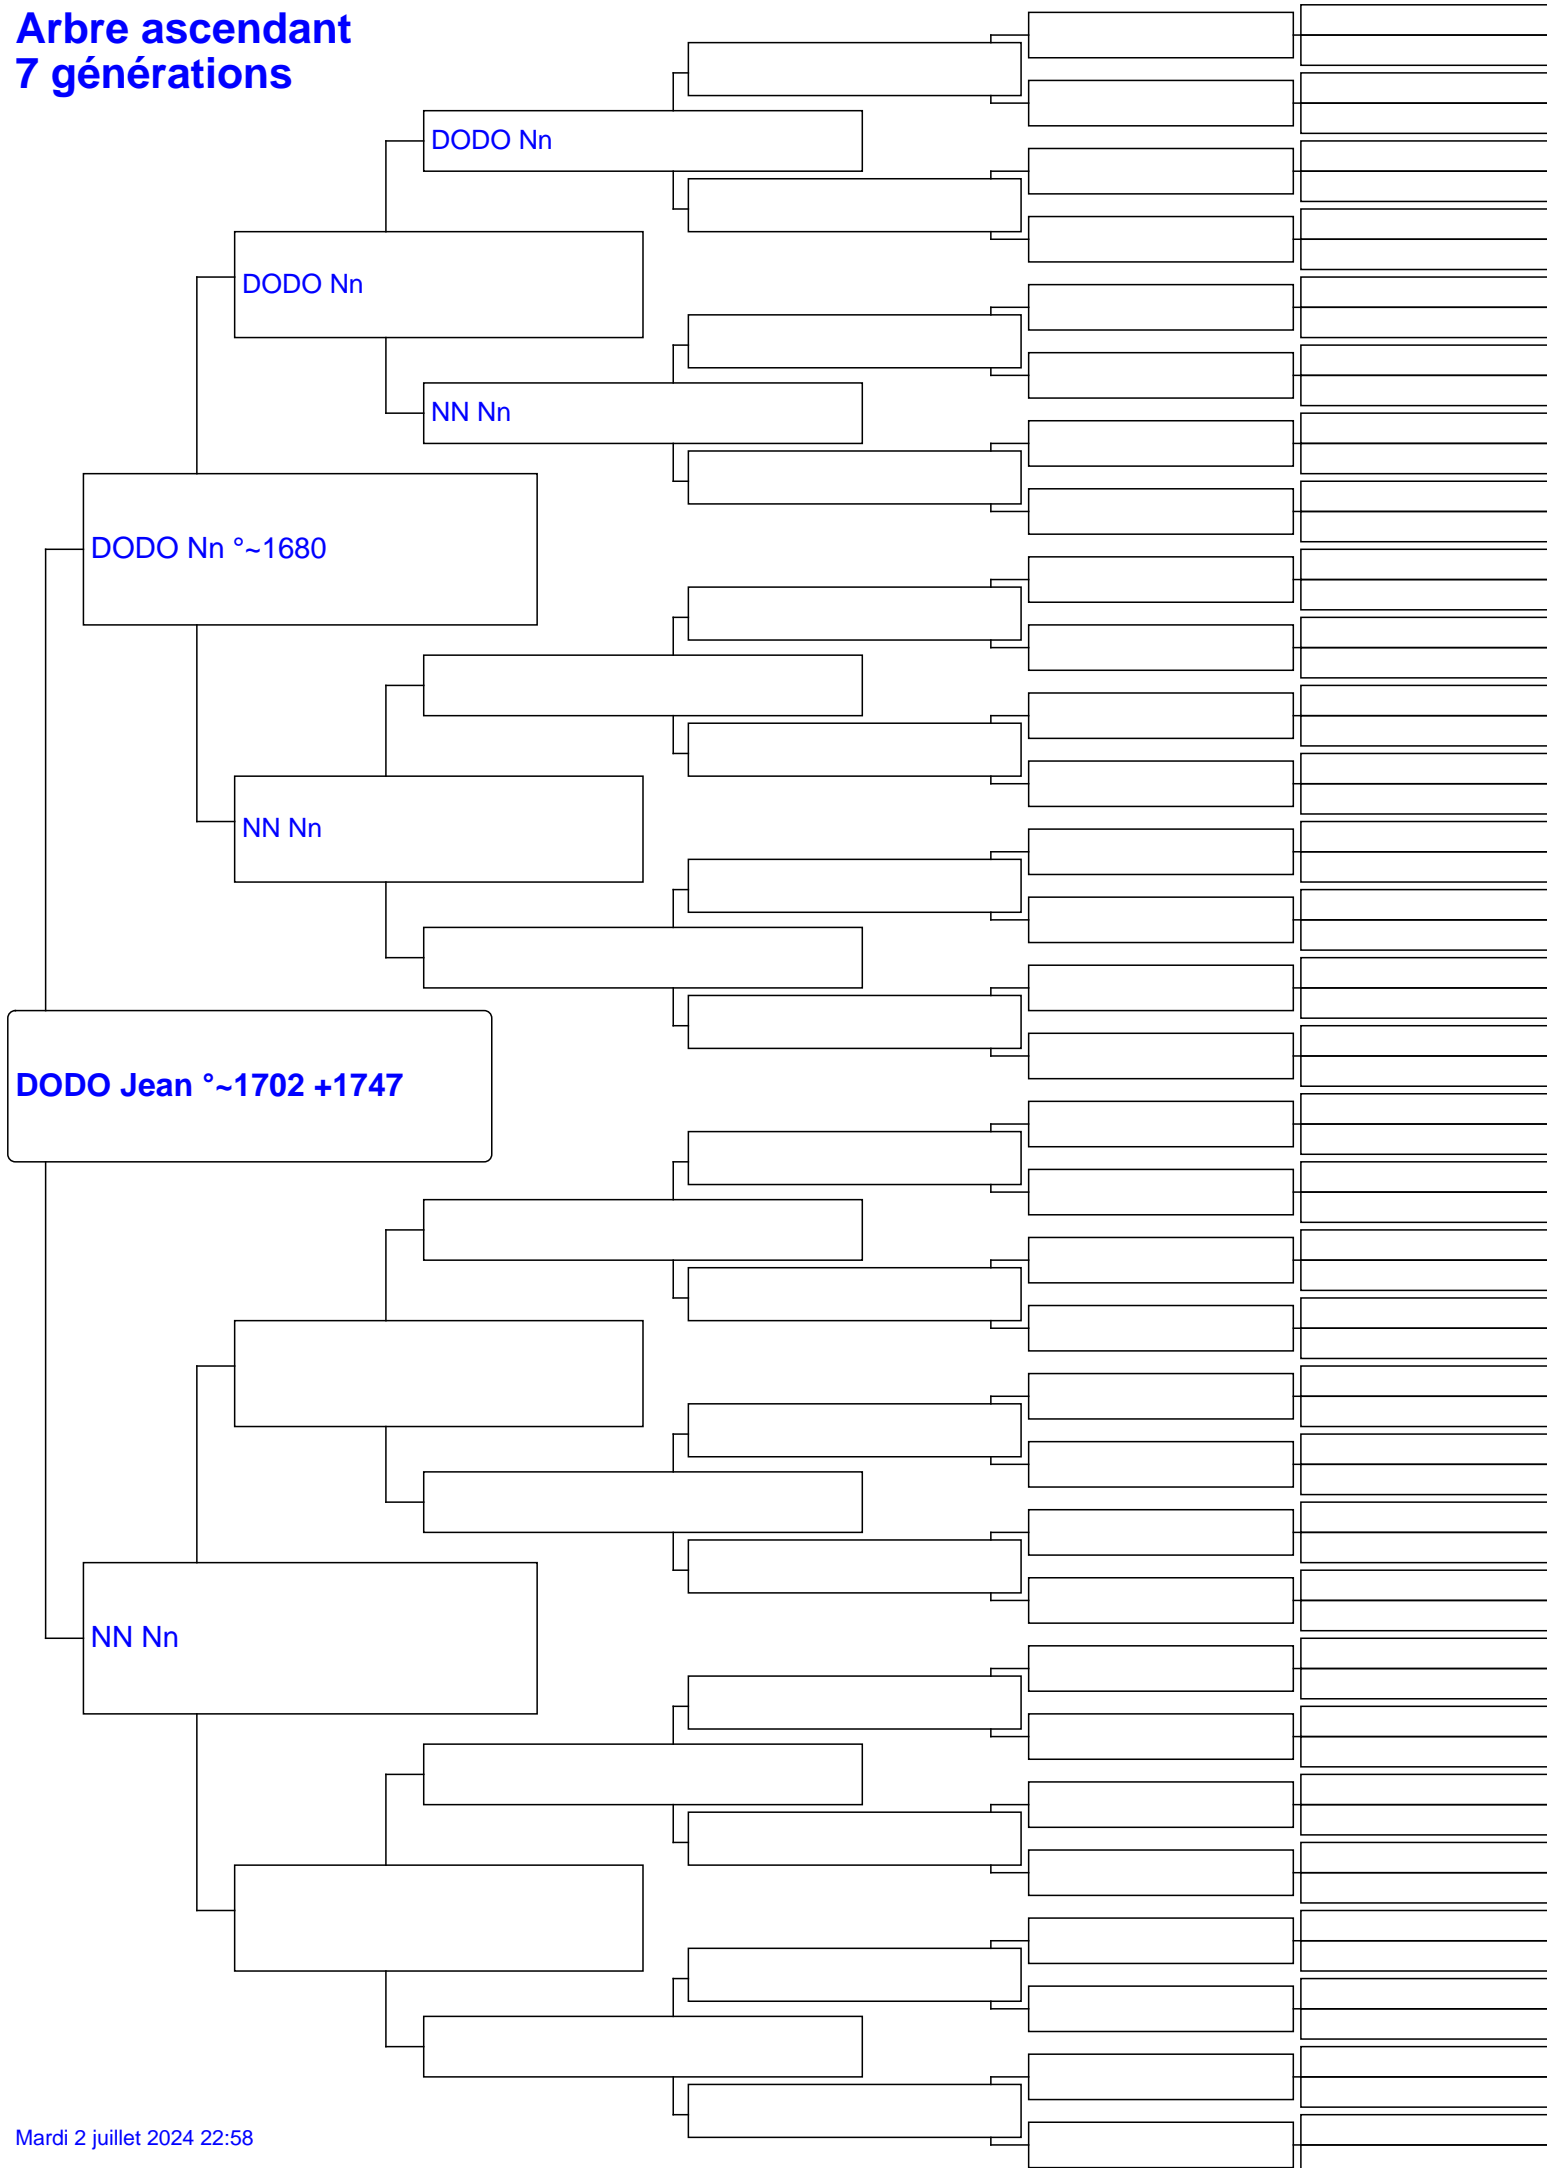 Arbre ascendant
7 générations
DODO Nn
DODO Nn
NN Nn
DODO Nn °~1680
NN Nn
DODO Jean °~1702 +1747
NN Nn
Mardi 2 juillet 2024 22:58